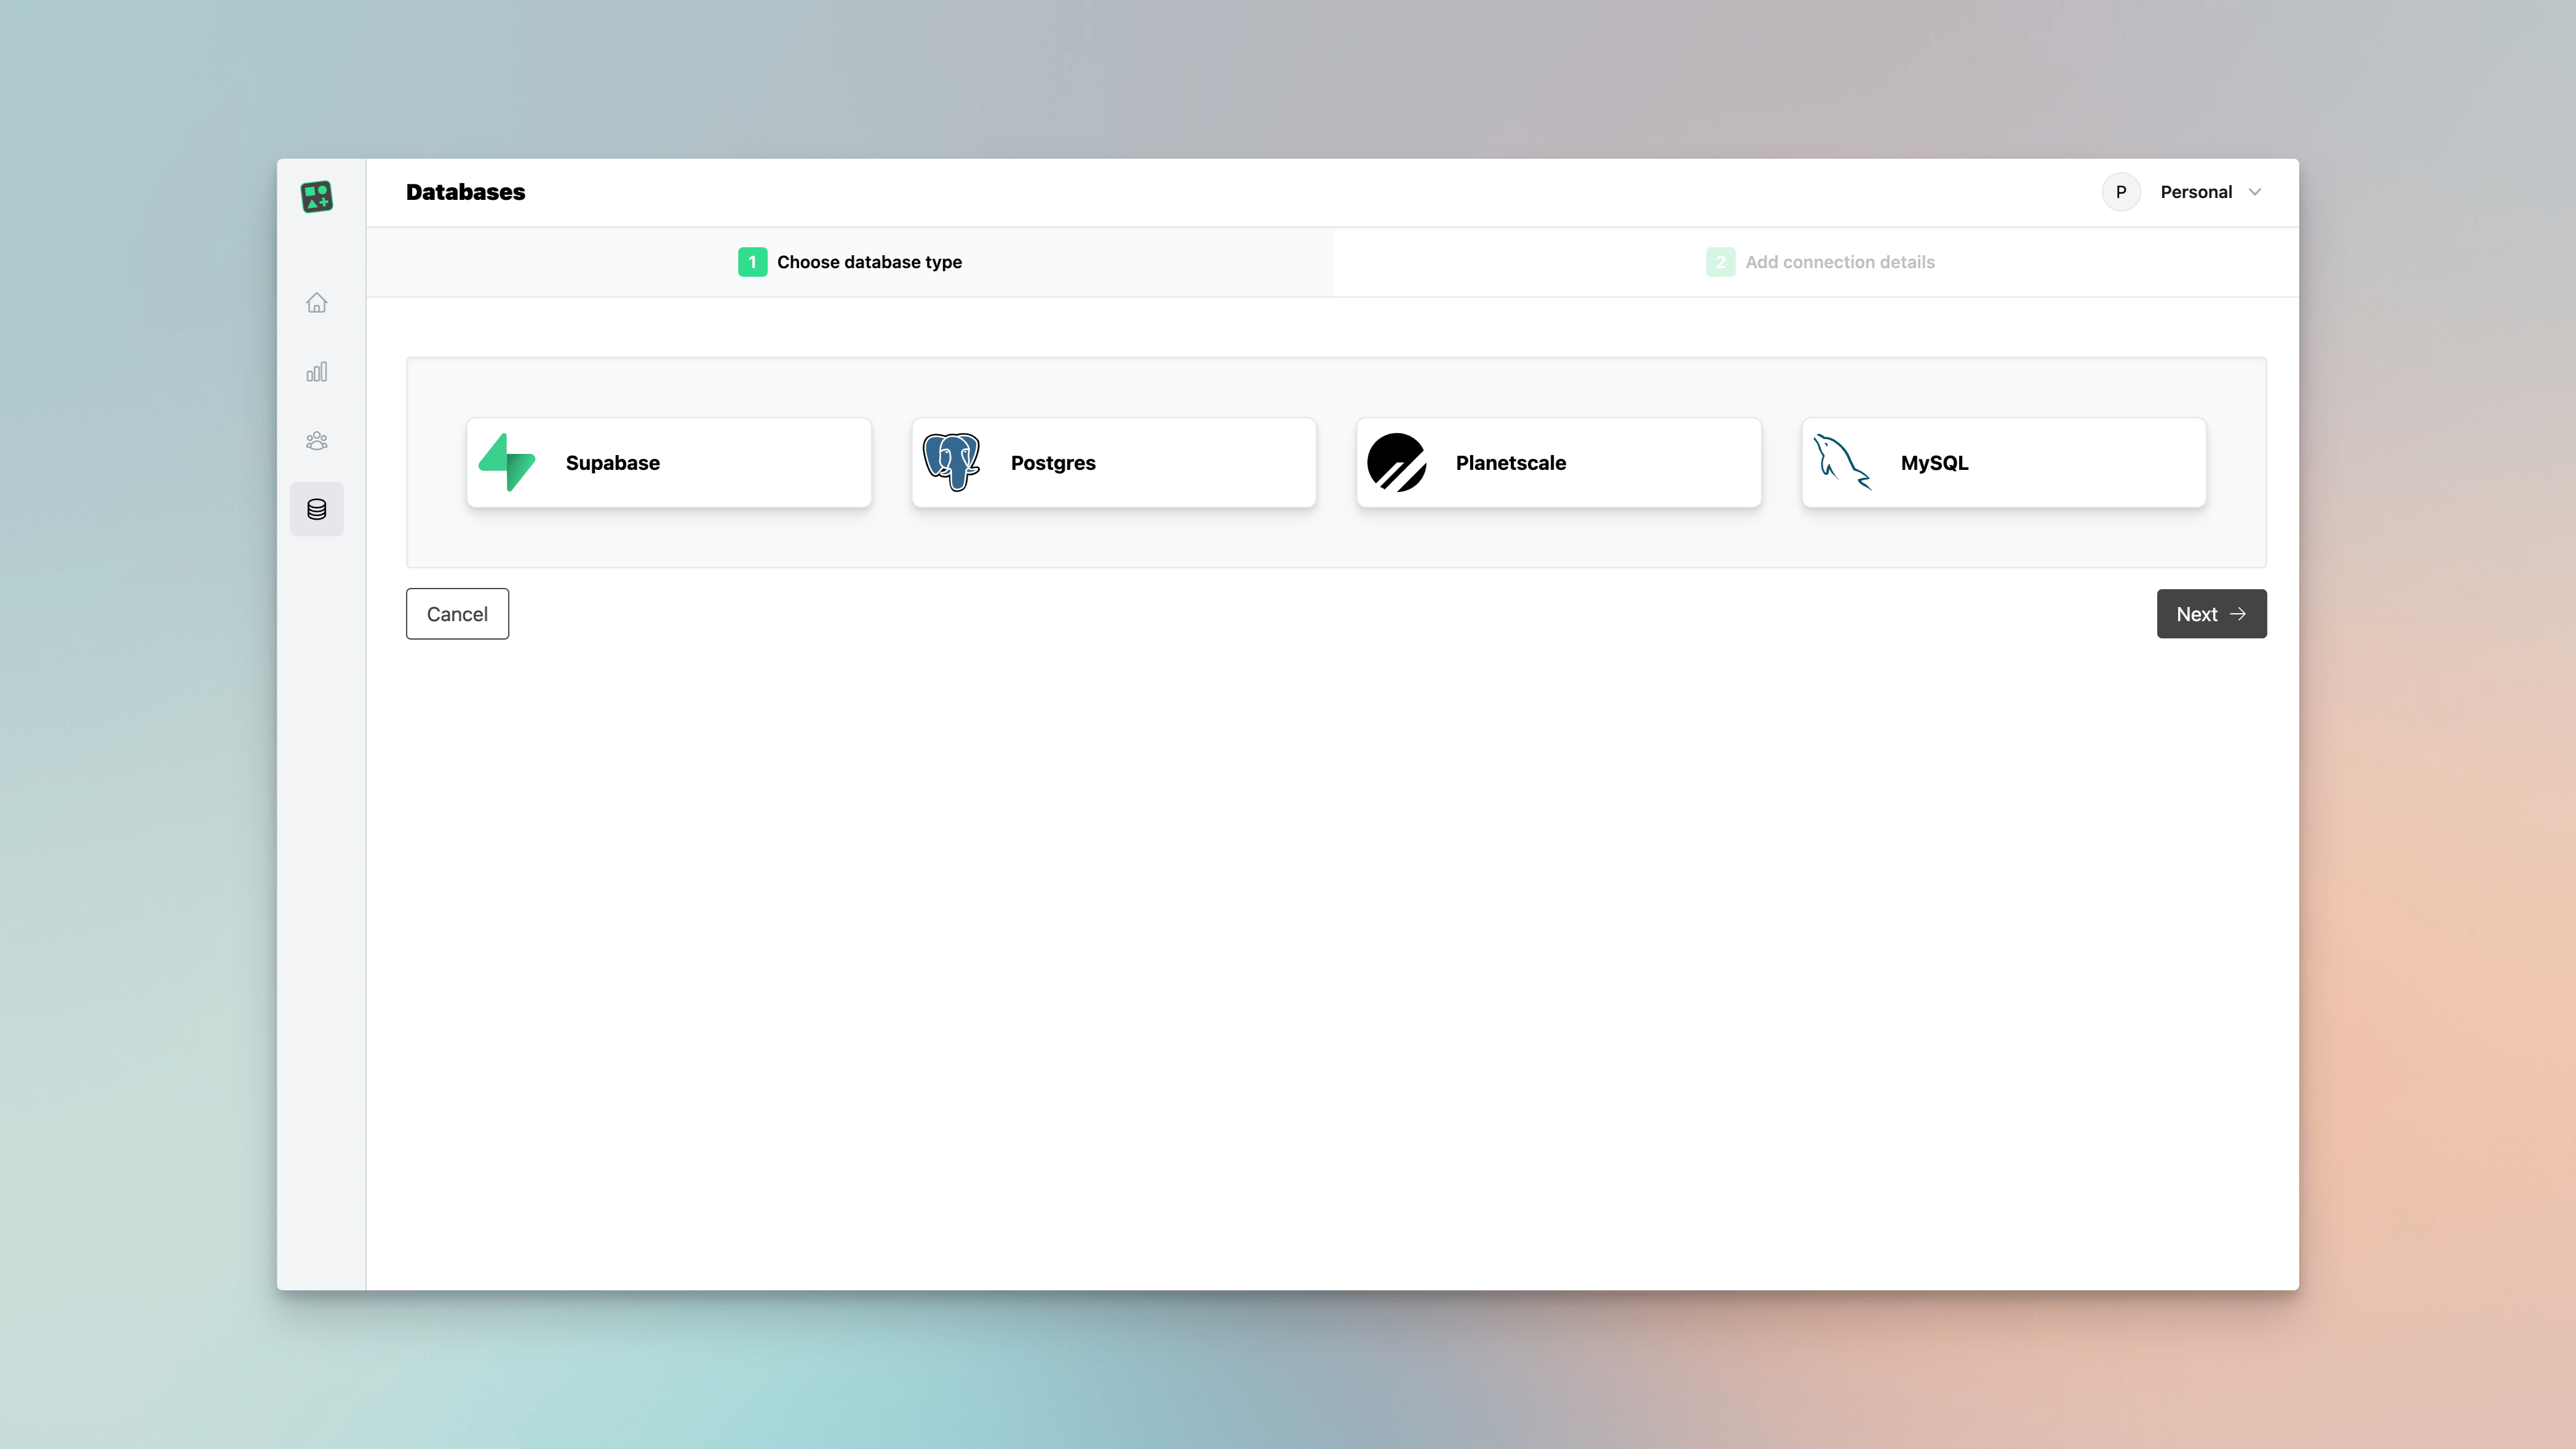 Databases
P Personal
1 Choose database type
2 Add connection details
Supabase
Postgres
Planetscale
MySQL
Cancel
Next